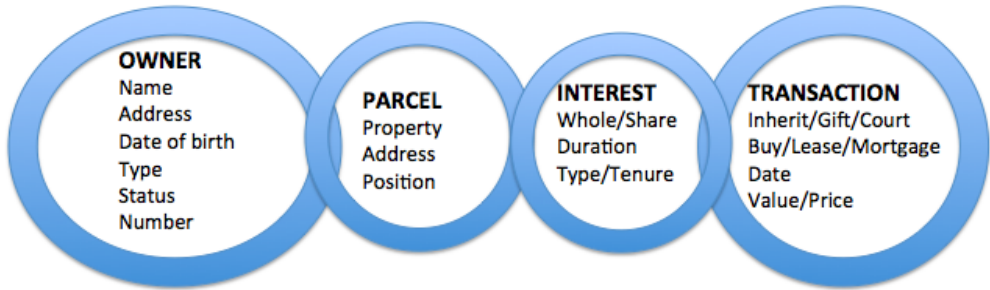 OWNER
Name
Address
Date of birth
Type
Status
Number
PARCEL
Property
Address
Position
INTEREST
Whole/Share
Duration
Type/Tenure
TRANSACTION
Inherit/Gift/Court
Buy/Lease/Mortgage
Date
Value/Price